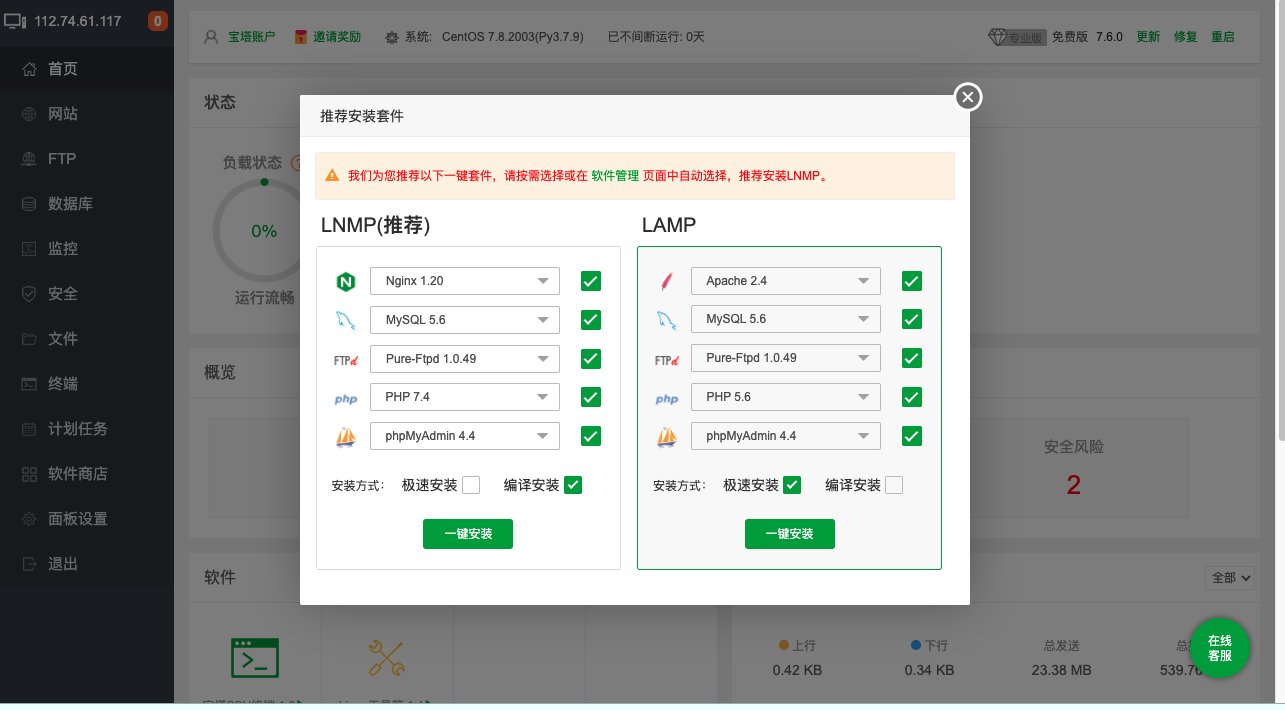 112.74.61.117 0
首页
网站
FTP
数据库
监控
安全
文件
终端
计划任务
软件商店
面板设置
退出
宝塔账户 邀请奖励 系统: CentOS 7.8.2003(Py3.7.9) 已不间断运行: 0天 专业版 免费版 7.6.0 更新 修复 重启
状态
负载状态
0%
运行流畅
概览
安全风险
2
软件
全部
推荐安装套件
我们为您推荐以下一键套件，请按需选择或在 软件管理 页面中自动选择，推荐安装LNMP。
LNMP(推荐)
Nginx 1.20
MySQL 5.6
FTP Pure-Ftpd 1.0.49
php PHP 7.4
phpMyAdmin 4.4
安装方式： 极速安装 编译安装
一键安装
LAMP
Apache 2.4
MySQL 5.6
FTP Pure-Ftpd 1.0.49
php PHP 5.6
phpMyAdmin 4.4
安装方式： 极速安装 编译安装
一键安装
上行 下行 总发送
0.42 KB 0.34 KB 23.38 MB
在线
客服